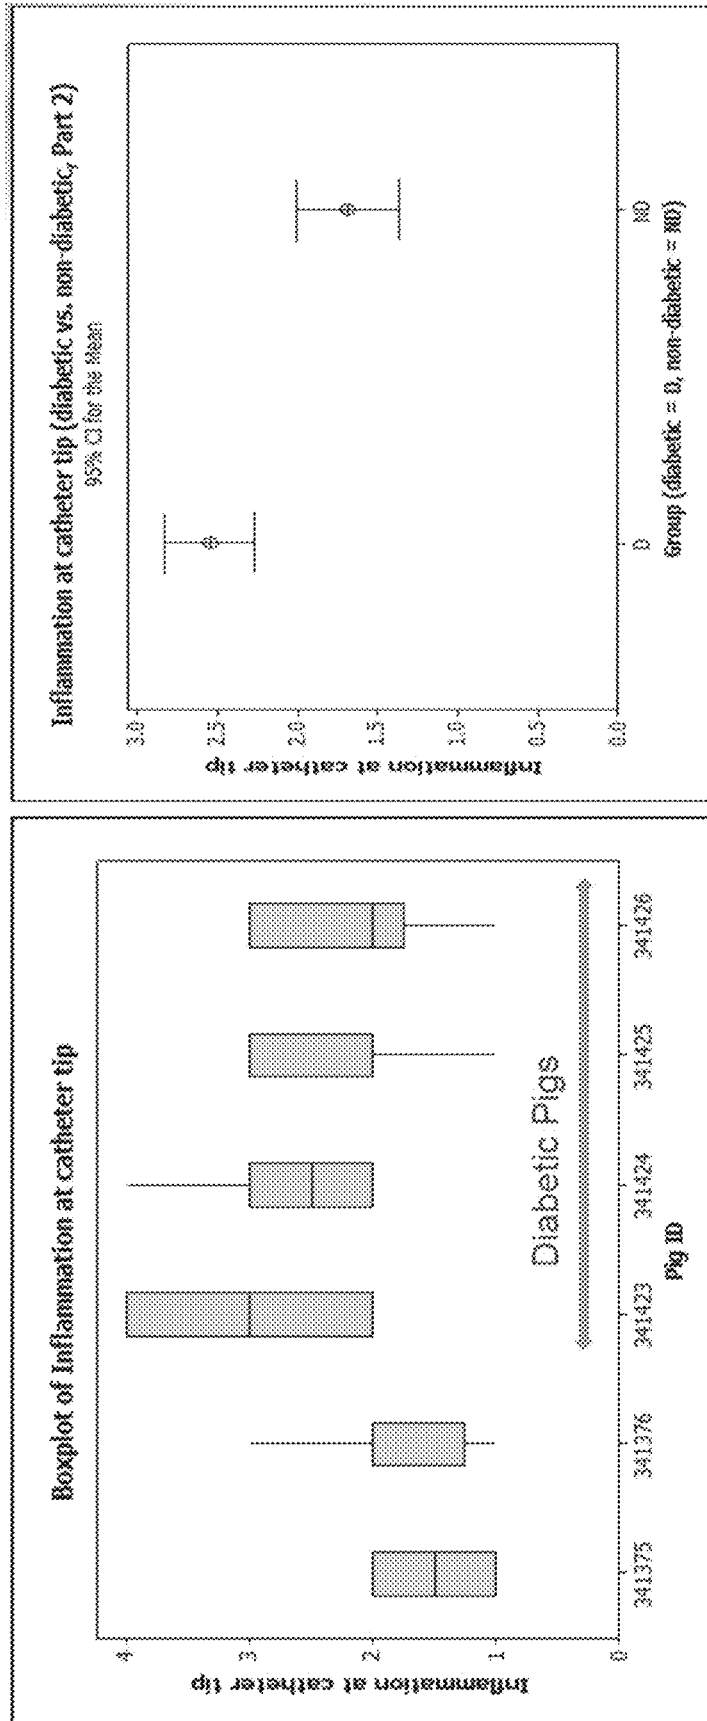 Boxplot of Inflammation at catheter tip
Inflammation at catheter tip
4
3
2
1
0
Diabetic Pigs
341375 341376 341423 341424 341425 341426
Pig ID
Inflammation at catheter tip (diabetic vs. non-diabetic, Part 2)
95% CI for the Mean
Inflammation at catheter tip
3.0
2.5
2.0
1.5
1.0
0.5
0.0
D ND
Group (diabetic = D, non-diabetic = ND)